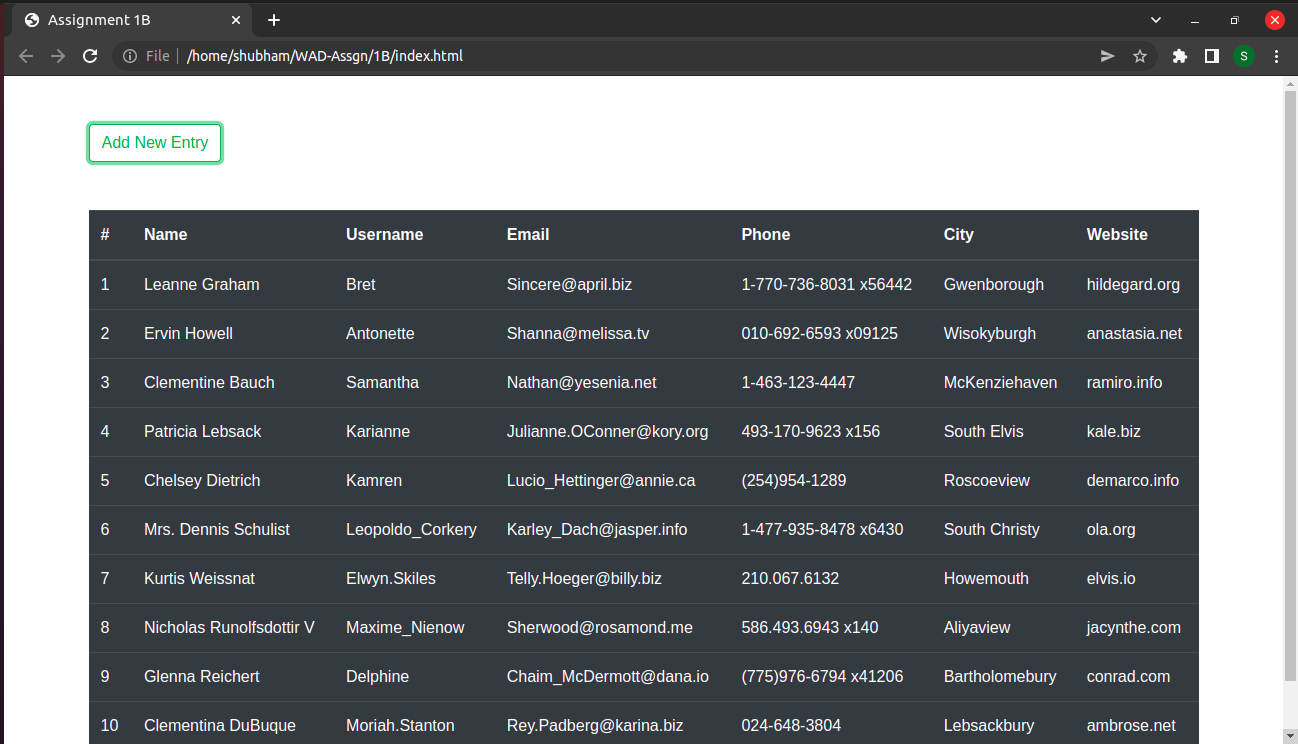 Assignment 1B
File /home/shubham/WAD-Assgn/1B/index.html
S
Add New Entry
# Name Username Email Phone City Website
1 Leanne Graham Bret Sincere@april.biz 1-770-736-8031 x56442 Gwenborough hildegard.org
2 Ervin Howell Antonette Shanna@melissa.tv 010-692-6593 x09125 Wisokyburgh anastasia.net
3 Clementine Bauch Samantha Nathan@yesenia.net 1-463-123-4447 McKenziehaven ramiro.info
4 Patricia Lebsack Karianne Julianne.OConner@kory.org 493-170-9623 x156 South Elvis kale.biz
5 Chelsey Dietrich Kamren Lucio_Hettinger@annie.ca (254)954-1289 Roscoeview demarco.info
6 Mrs. Dennis Schulist Leopoldo_Corkery Karley_Dach@jasper.info 1-477-935-8478 x6430 South Christy ola.org
7 Kurtis Weissnat Elwyn.Skiles Telly.Hoeger@billy.biz 210.067.6132 Howemouth elvis.io
8 Nicholas Runolfsdottir V Maxime_Nienow Sherwood@rosamond.me 586.493.6943 x140 Aliyaview jacynthe.com
9 Glenna Reichert Delphine Chaim_McDermott@dana.io (775)976-6794 x41206 Bartholomebury conrad.com
10 Clementina DuBuque Moriah.Stanton Rey.Padberg@karina.biz 024-648-3804 Lebsackbury ambrose.net